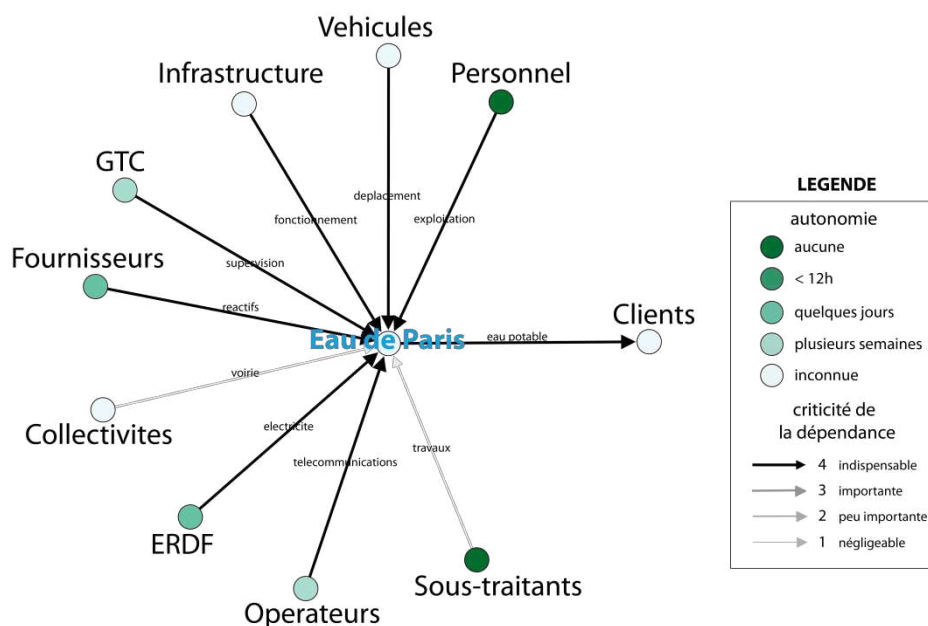 Vehicules
Infrastructure
Personnel
GTC
deplacement
fonctionnement
exploitation
Fournisseurs
supervision
reactifs
Eau de Paris
eau potable
Clients
voirie
Collectivites
electricite
telecommunications
travaux
ERDF
Operateurs
Sous-traitants
LEGENDE
autonomie
aucune
< 12h
quelques jours
plusieurs semaines
inconnue
criticité de
la dépendance
4 indispensable
3 importante
2 peu importante
1 négligeable